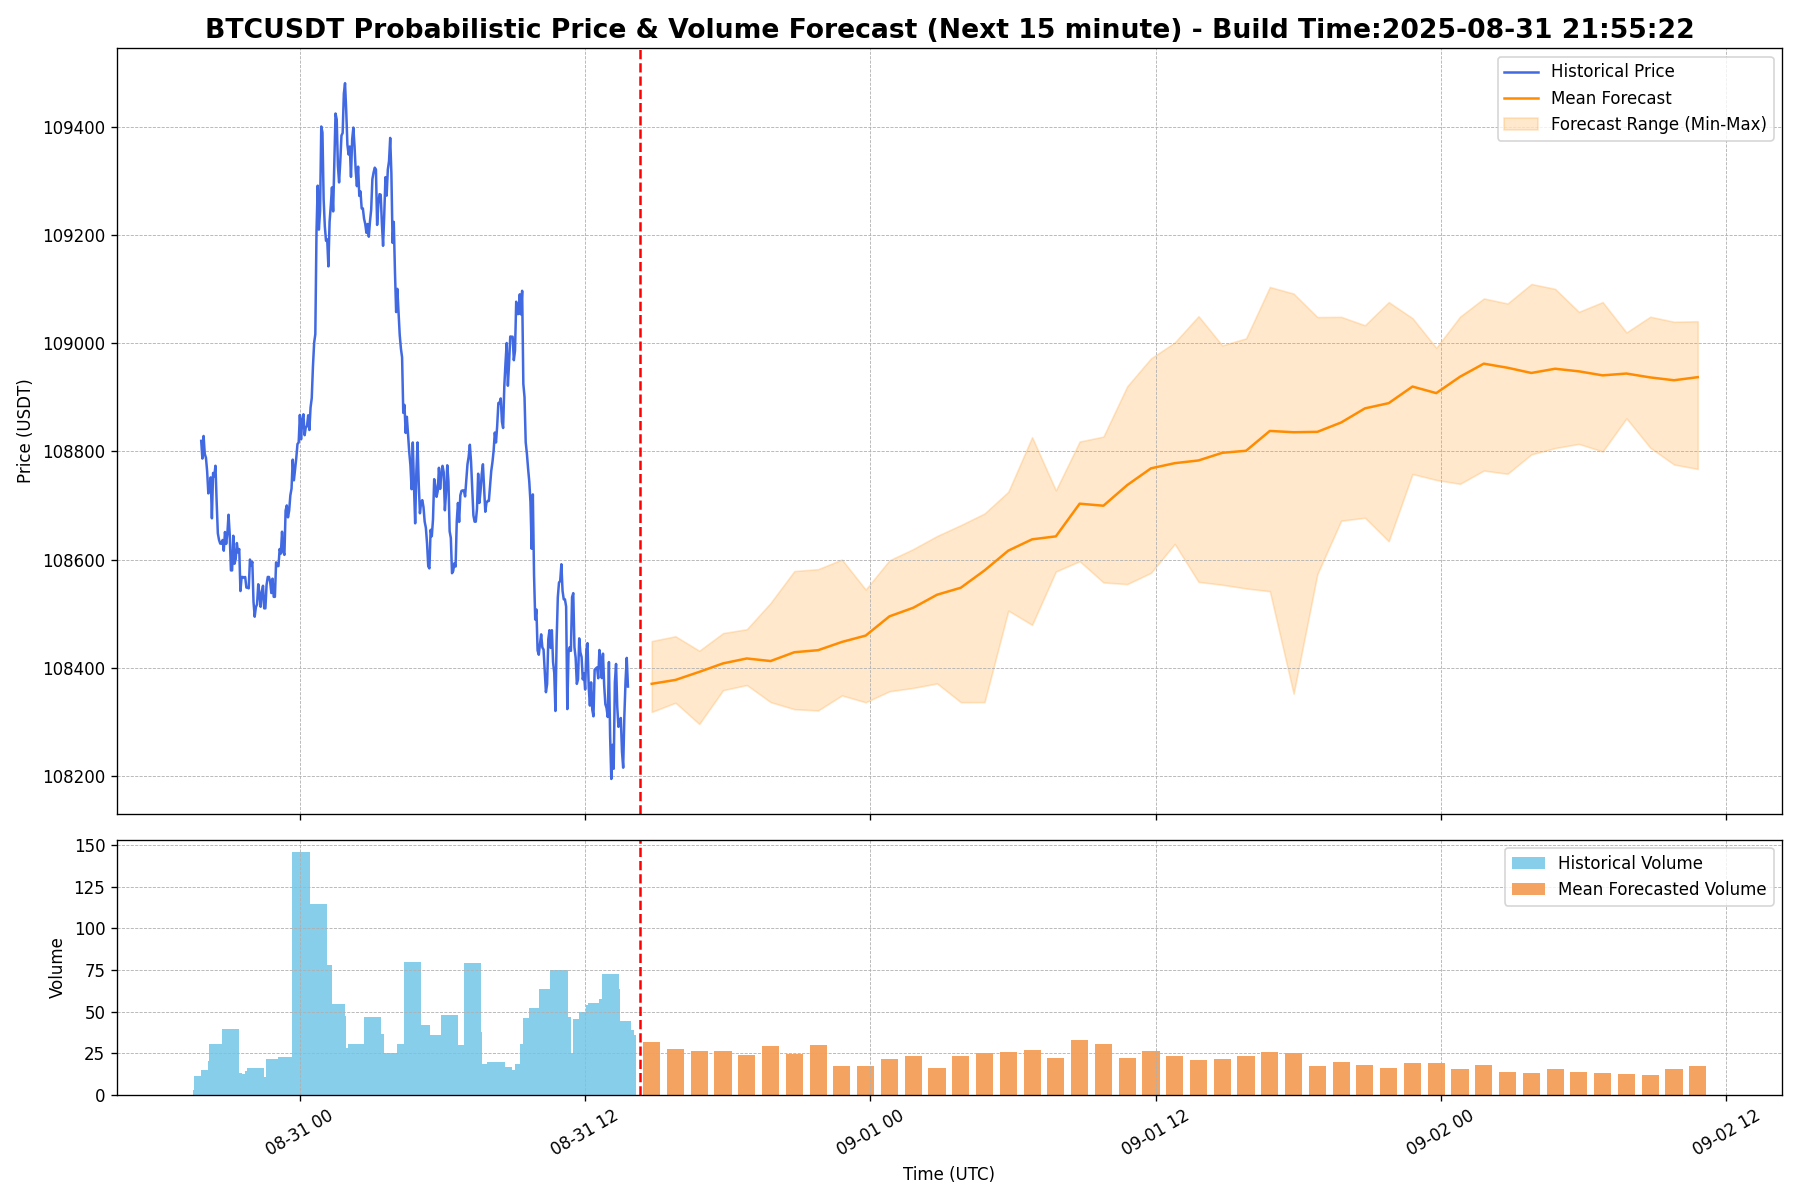 BTCUSDT Probabilistic Price & Volume Forecast (Next 15 minute) - Build Time:2025-08-31 21:55:22
Historical Price
Mean Forecast
Forecast Range (Min-Max)
Price (USDT)
109400
109200
109000
108800
108600
108400
108200
Historical Volume
Mean Forecasted Volume
Volume
150
125
100
75
50
25
0
08-31 00
08-31 12
09-01 00
09-01 12
09-02 00
09-02 12
Time (UTC)